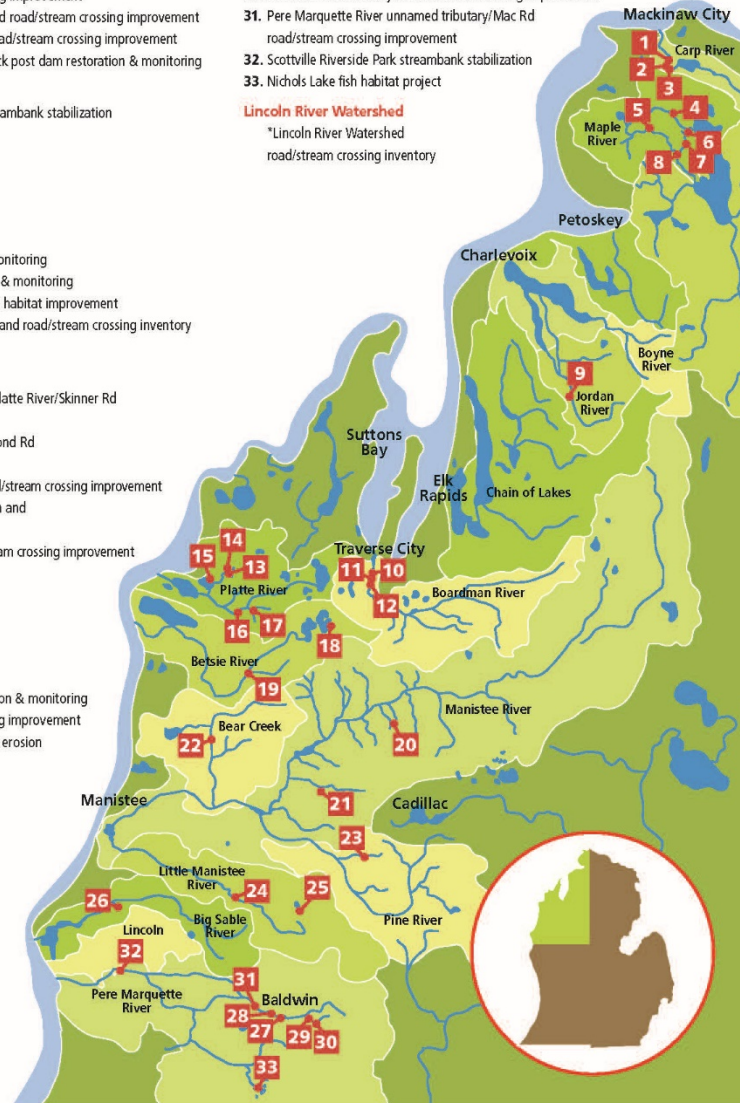 g improvement
d road/stream crossing improvement
ad/stream crossing improvement
ck post dam restoration & monitoring
ambank stabilization
onitoring
& monitoring
habitat improvement
and road/stream crossing inventory
latte River/Skinner Rd
ond Rd
l/stream crossing improvement
n and
am crossing improvement
on & monitoring
g improvement
erosion
31. Pere Marquette River unnamed tributary/Mac Rd
road/stream crossing improvement
32. Scottville Riverside Park streambank stabilization
33. Nichols Lake fish habitat project
Lincoln River Watershed
*Lincoln River Watershed
road/stream crossing inventory
Mackinaw City
1
Carp River
2
3
5
4
Maple
River
6
8
7
Petoskey
Charlevoix
Boyne
River
9
Jordan
River
Suttons
Bay
Elk
Rapids
Chain of Lakes
Traverse City
14
15
13
11
10
Platte River
12
Boardman River
16
17
18
Betsie River
19
Manistee River
Bear Creek
22
20
Manistee
21
Cadillac
23
Little Manistee
River
24
25
26
Big Sable
River
Pine River
Lincoln
32
31
Pere Marquette
River
Baldwin
28
27
29
30
33